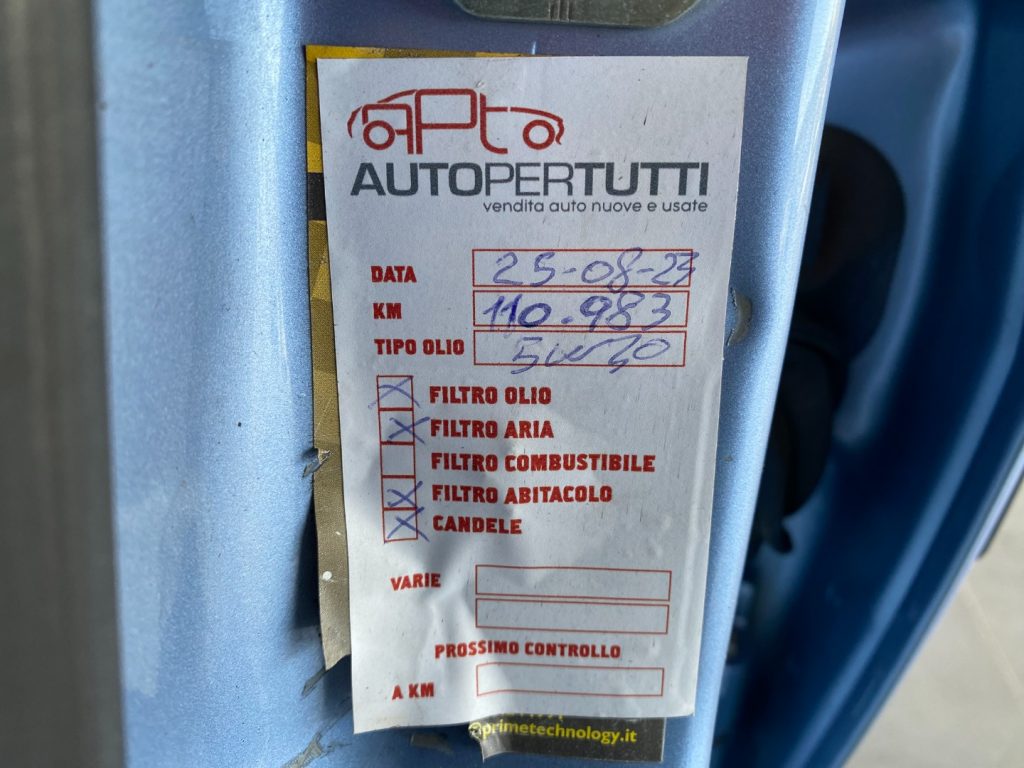 APto
AUTOPERTUTTI
vendita auto nuove e usate
DATA 25-08-23
KM 110.983
TIPO OLIO 5w30
FILTRO OLIO
FILTRO ARIA
FILTRO COMBUSTIBILE
FILTRO ABITACOLO
CANDELE
VARIE
PROSSIMO CONTROLLO
A KM
@primetechnology.it